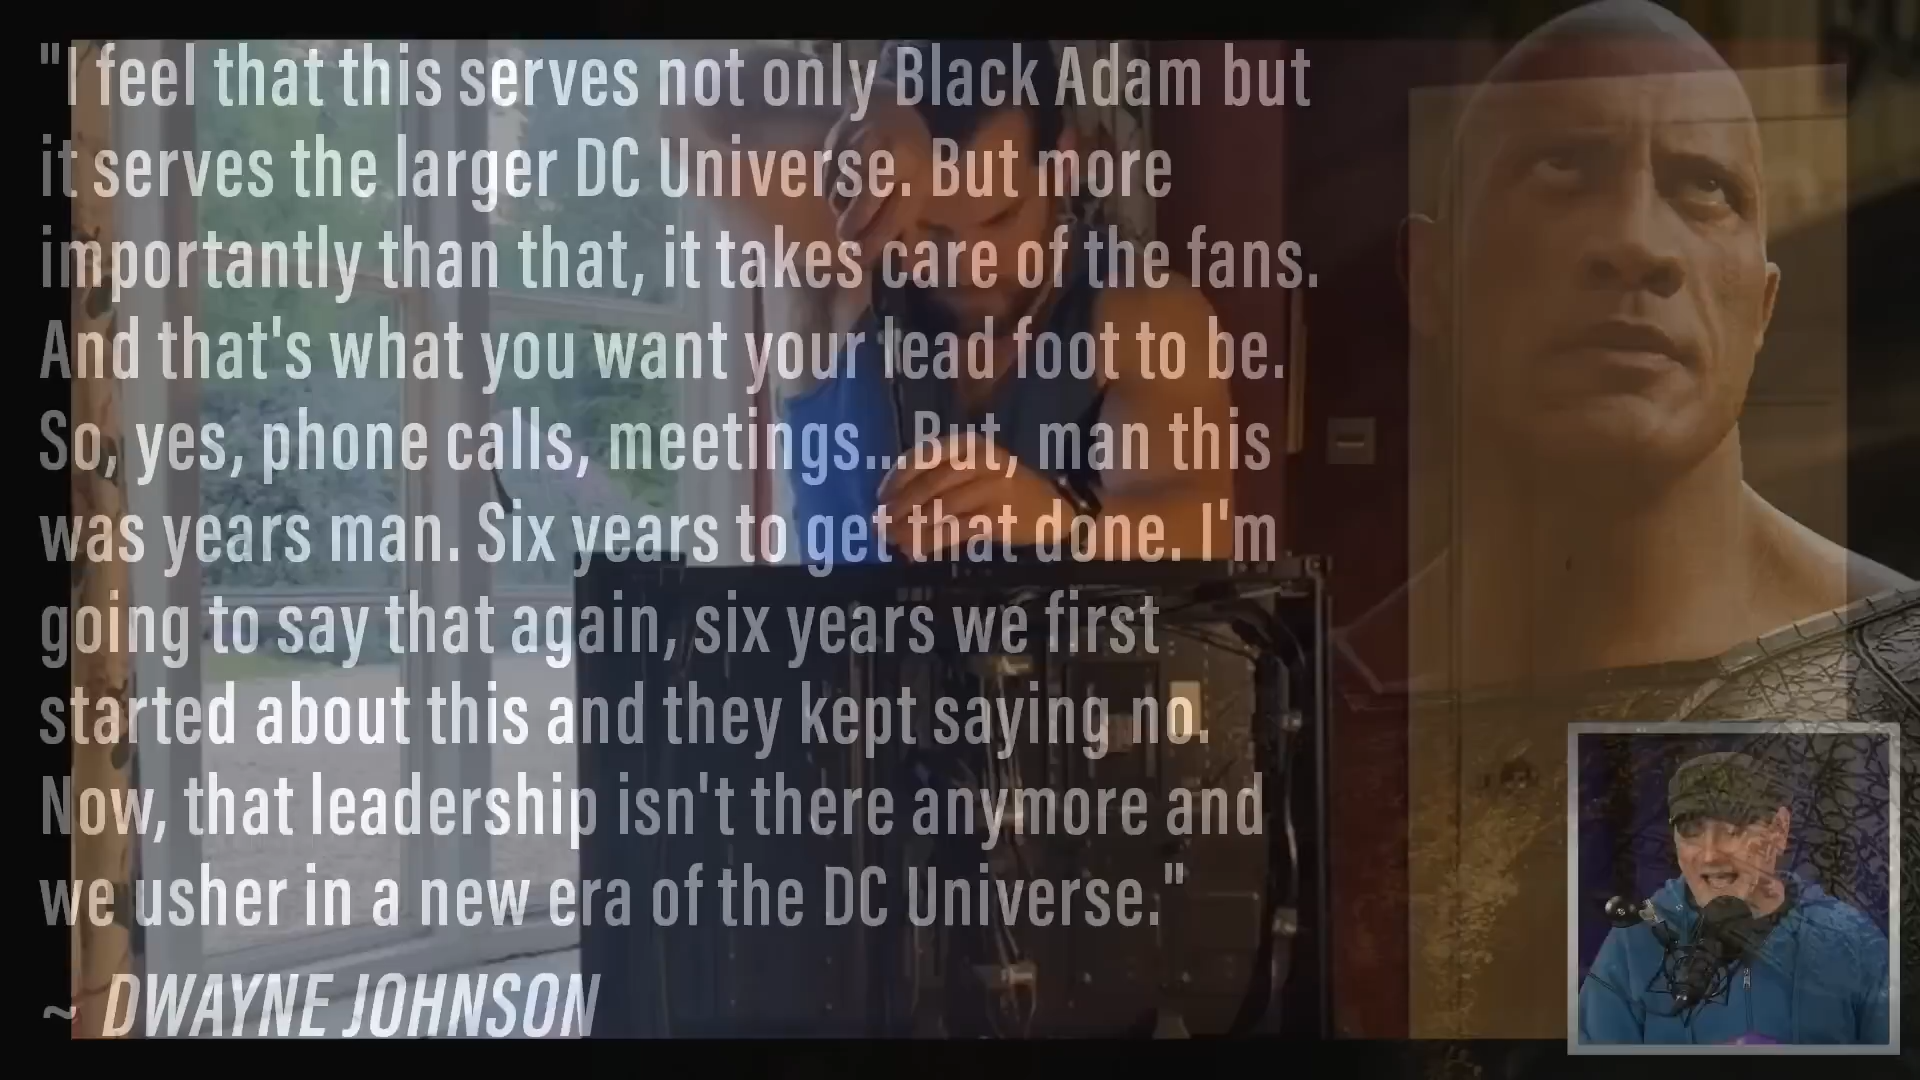 "I feel that this serves not only Black Adam but
it serves the larger DC Universe. But more
importantly than that, it takes care of the fans.
And that's what you want your lead foot to be.
So, yes, phone calls, meetings...But, man this
was years man. Six years to get that done. I'm
going to say that again, six years we first
started about this and they kept saying no.
Now, that leadership isn't there anymore and
we usher in a new era of the DC Universe."
~ DWAYNE JOHNSON